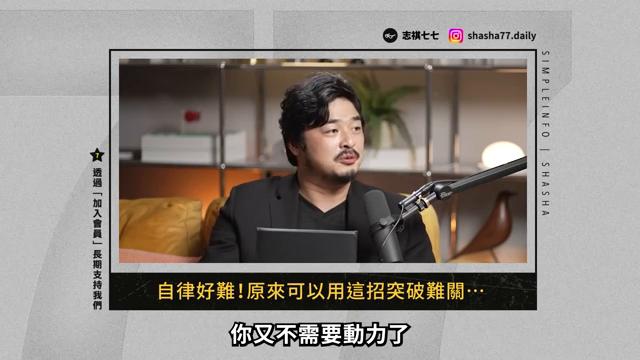 志祺七七
shasha77.daily
SIMPLEINFO | SHASHA
透過「加入會員」長期支持我們
自律好難！原來可以用這招突破難關…
你又不需要動力了